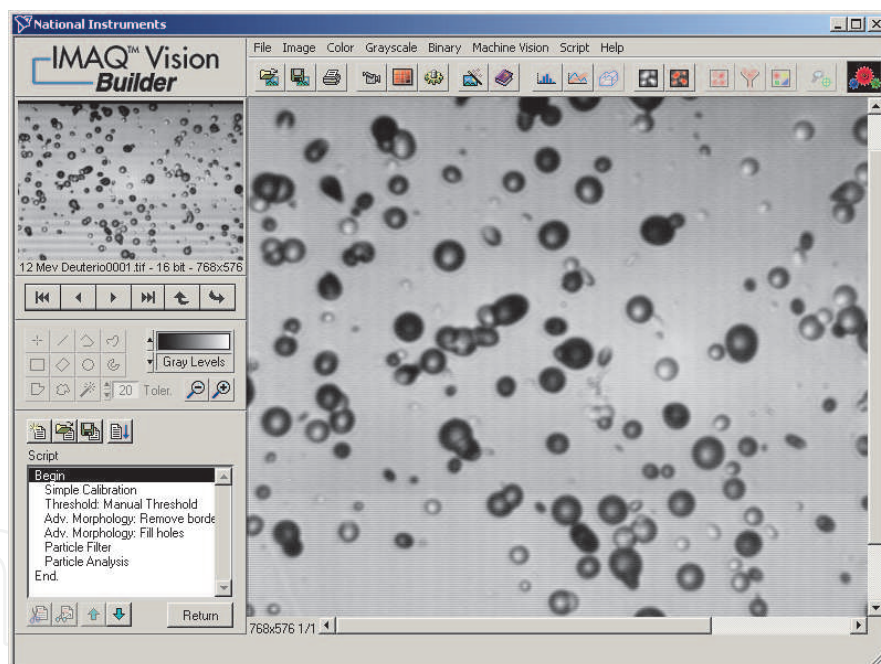 National Instruments
IMAQ™ Vision
Builder
File Image Color Grayscale Binary Machine Vision Script Help
12 Mev Deuterio0001.tif - 16 bit - 768x576
Gray Levels
20 Toler.
Script
Begin
Simple Calibration
Threshold: Manual Threshold
Adv. Morphology: Remove borde
Adv. Morphology: Fill holes
Particle Filter
Particle Analysis
End.
Return
768x576 1/1